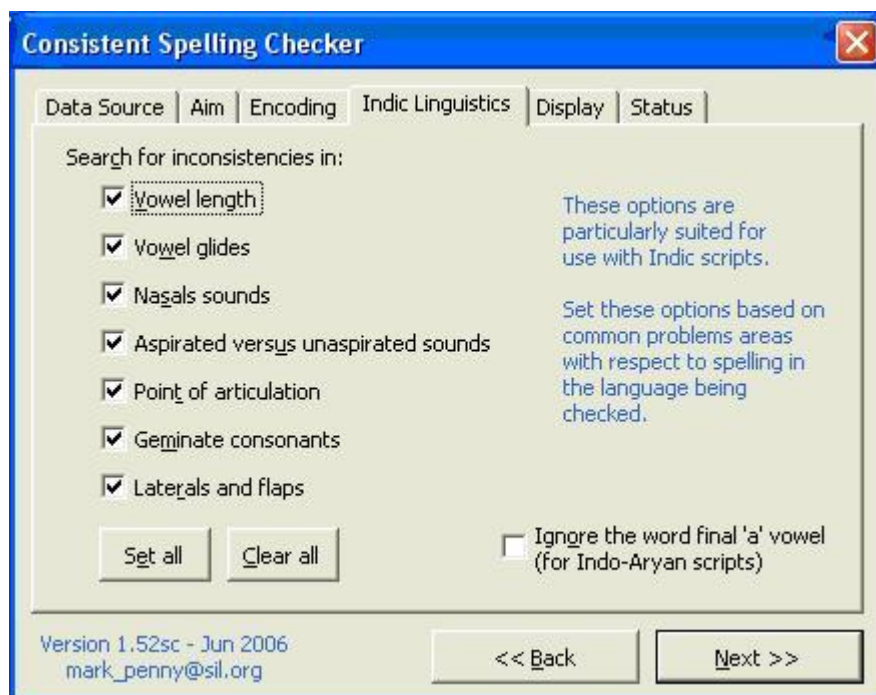 Consistent Spelling Checker
Data Source Aim Encoding Indic Linguistics Display Status
Search for inconsistencies in:
Vowel length
Vowel glides
Nasals sounds
Aspirated versus unaspirated sounds
Point of articulation
Geminate consonants
Laterals and flaps
These options are
particularly suited for
use with Indic scripts.
Set these options based on
common problems areas
with respect to spelling in
the language being
checked.
Set all Clear all
Ignore the word final 'a' vowel
(for Indo-Aryan scripts)
Version 1.52sc - Jun 2006
mark_penny@sil.org
<< Back Next >>